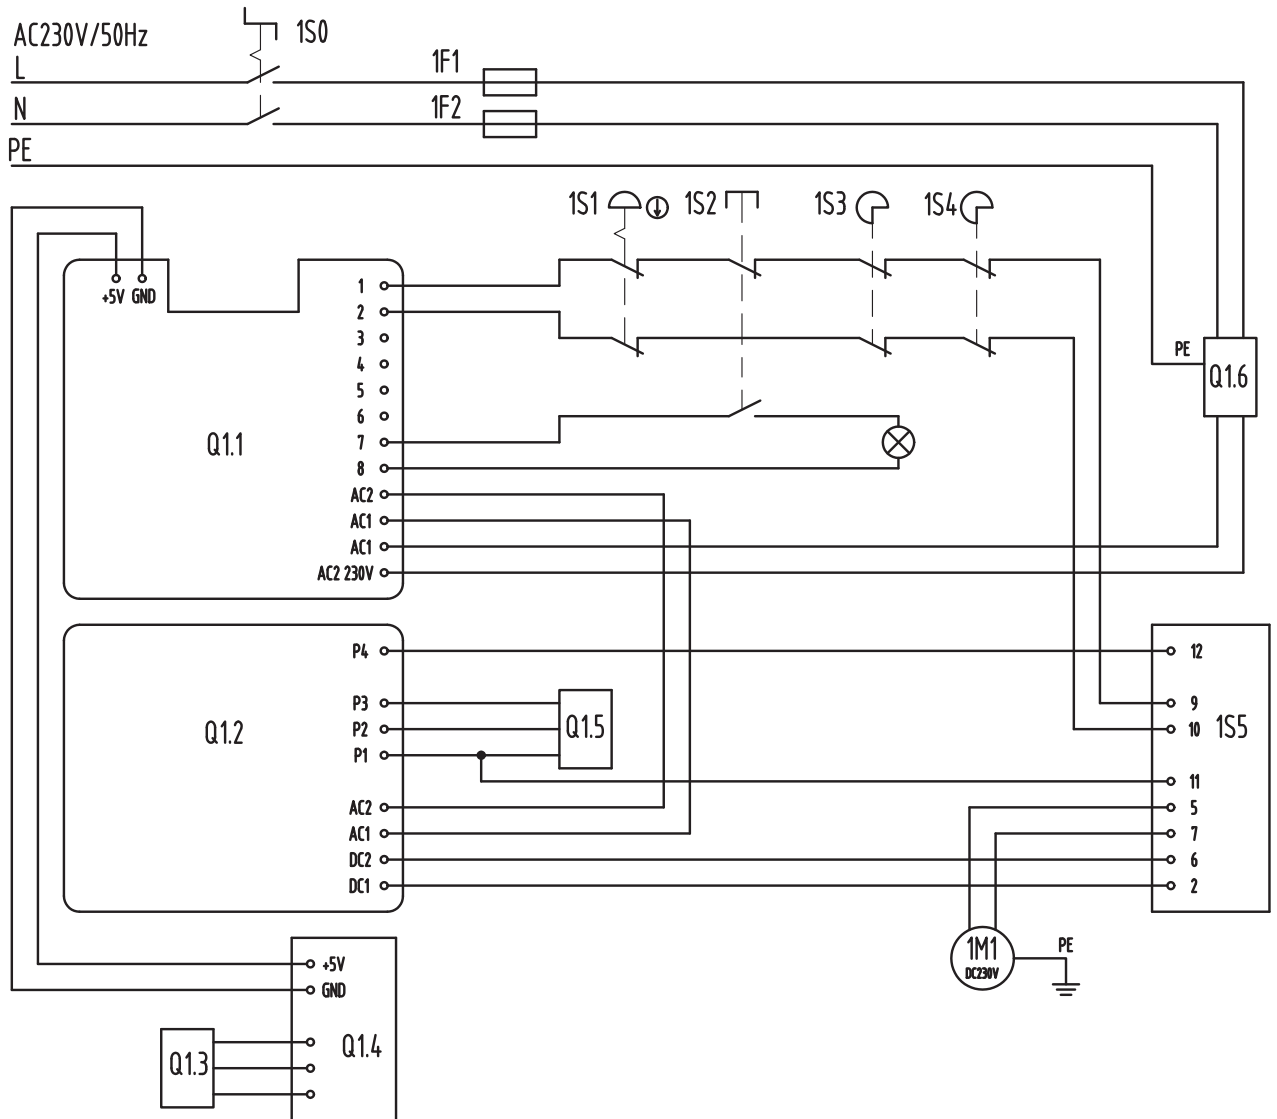 AC230V/50Hz
1S0
L
1F1
N
1F2
PE
1S1
1S2
1S3
1S4
+5V GND
1
2
3
4
5
6
7
8
AC2
AC1
AC1
AC2 230V
Q1.1
PE
Q1.6
P4
P3
P2
P1
AC2
AC1
DC2
DC1
Q1.2
Q1.5
12
9
10
11
5
7
6
2
1S5
1M1
DC230V
PE
+5V
GND
Q1.3
Q1.4